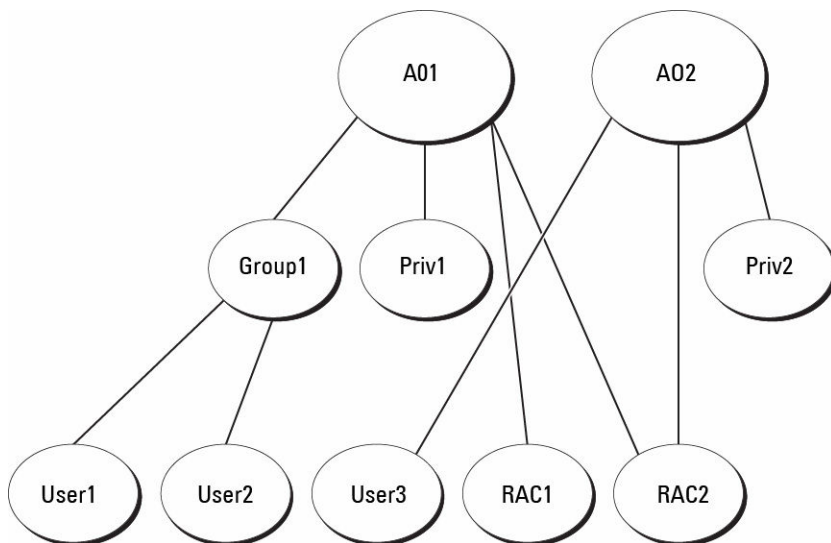 A01
AO2
Group1
Priv1
Priv2
User1
User2
User3
RAC1
RAC2